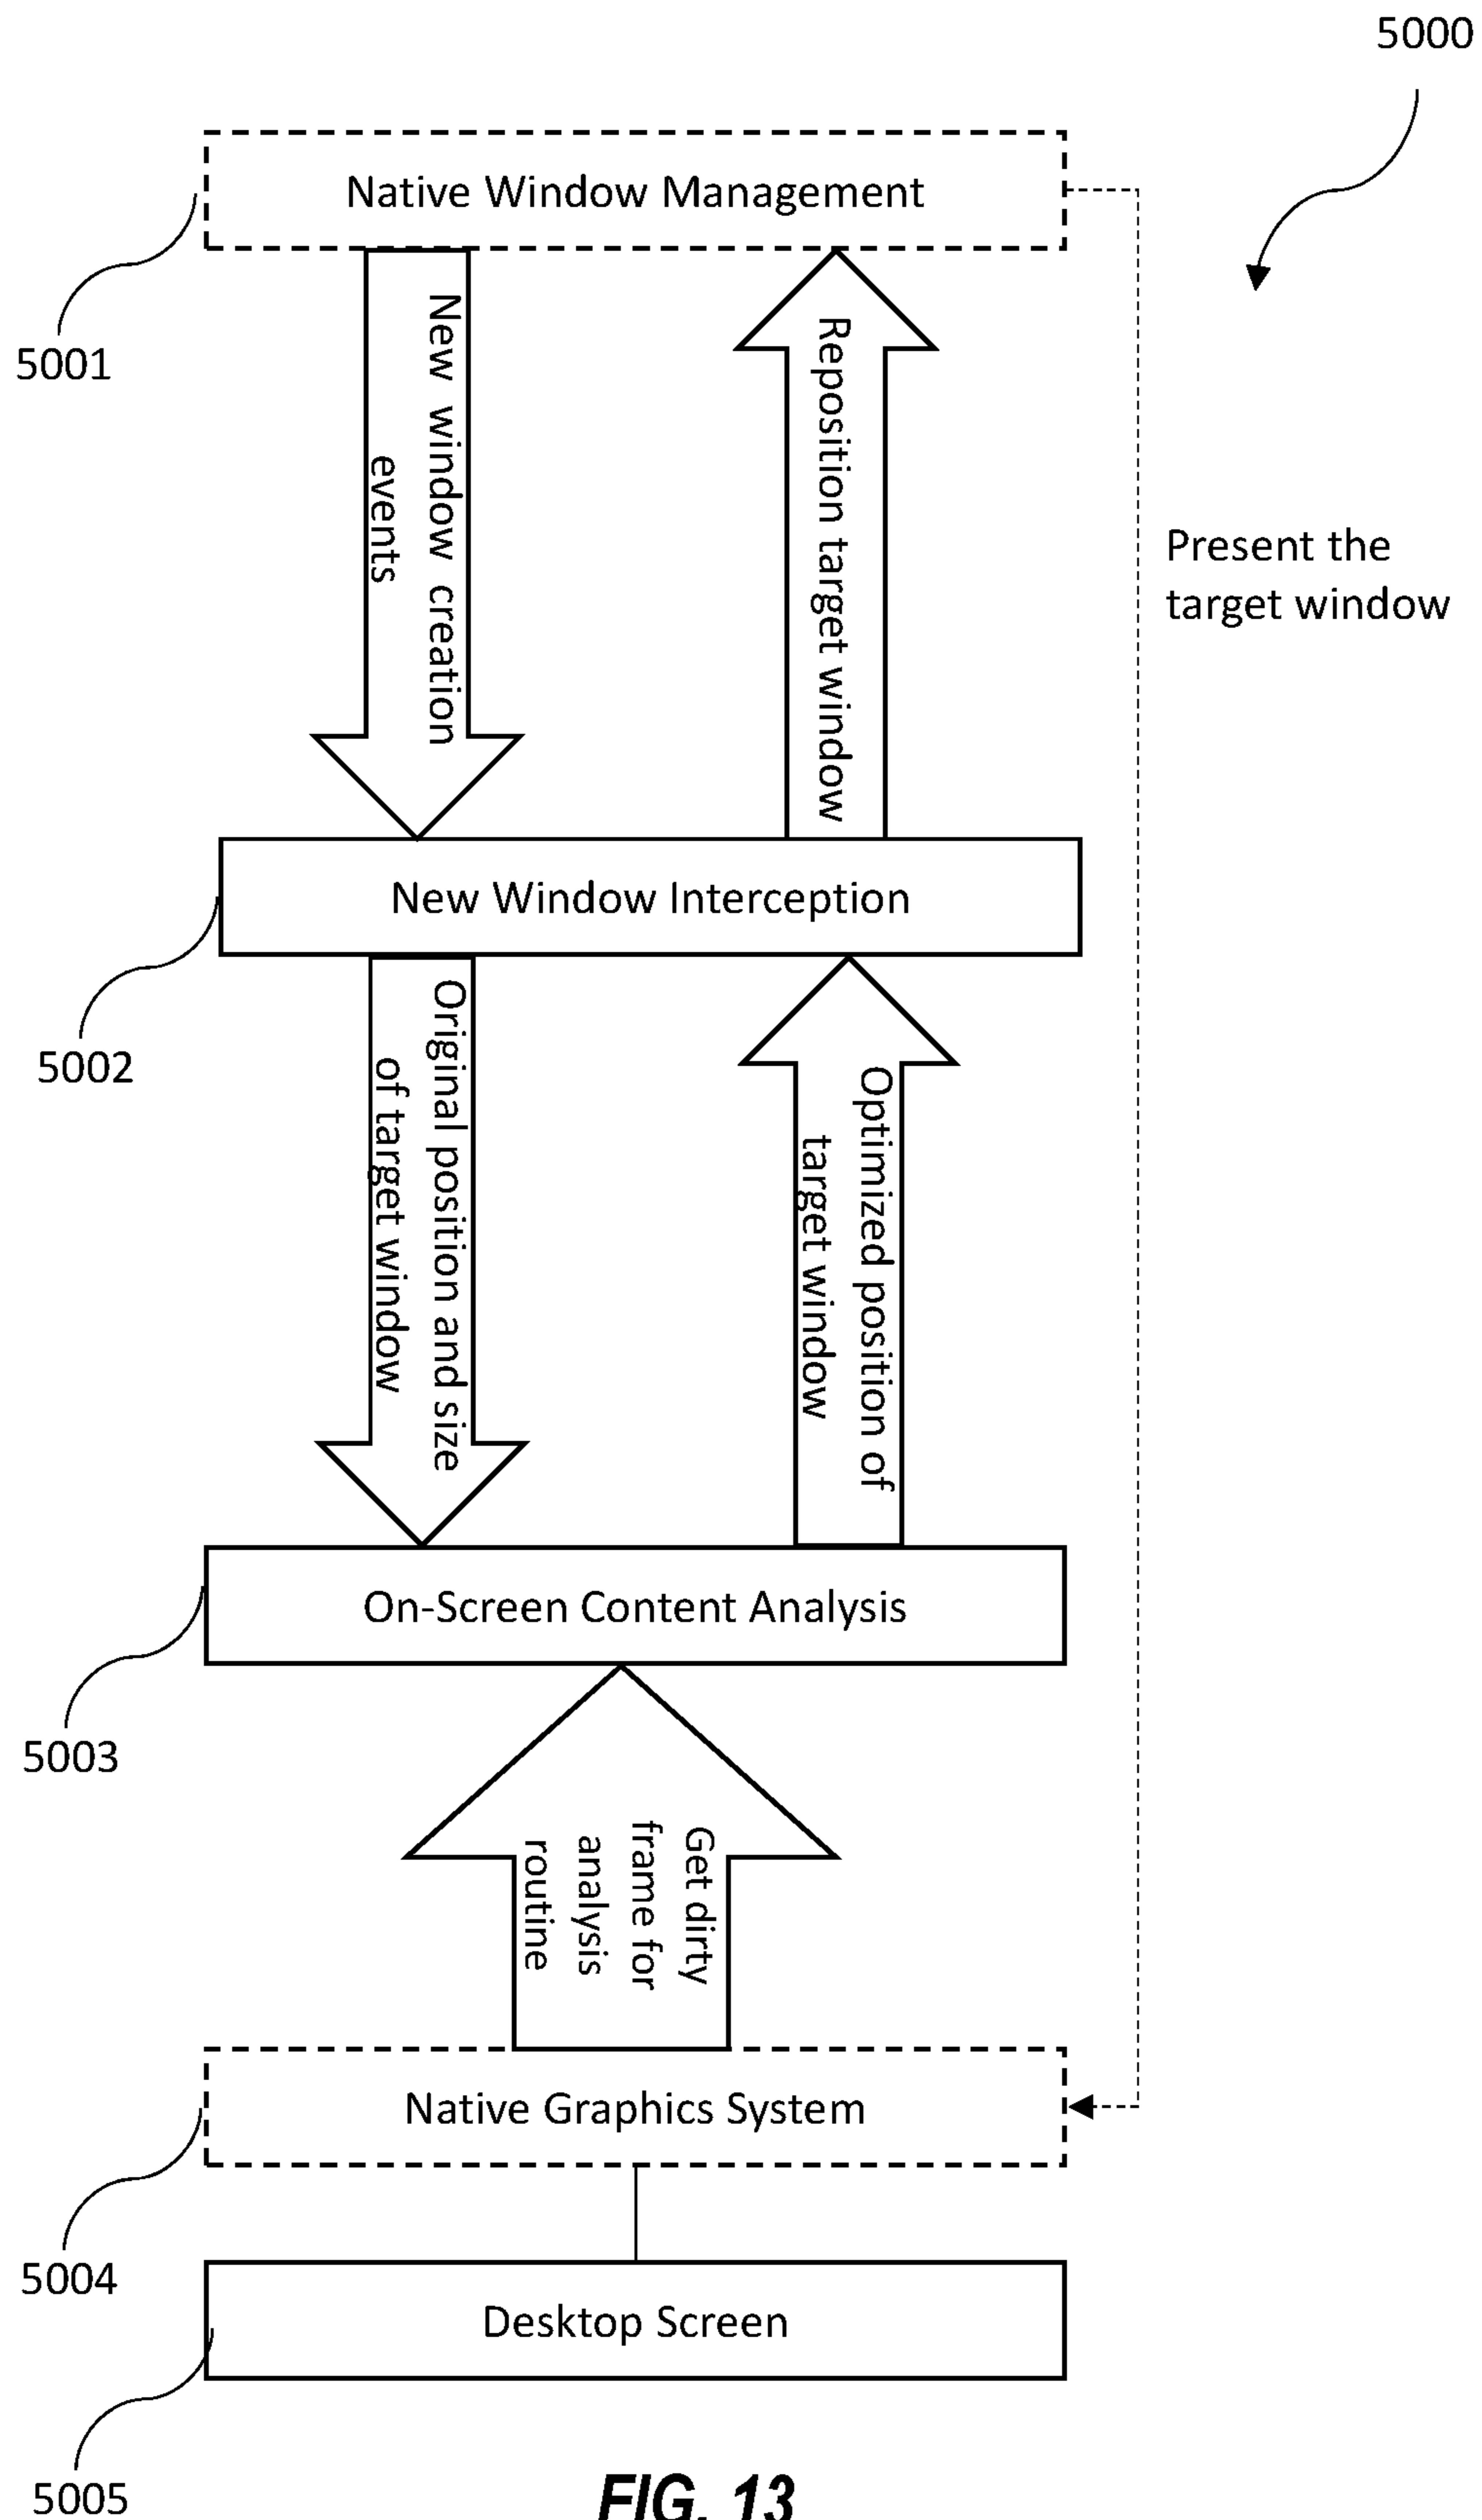 5000
Native Window Management
5001
New window creation
events
Reposition target window
Present the
target window
New Window Interception
5002
Original position and size
of target window
Optimized position of
target window
On-Screen Content Analysis
5003
Get dirty
frame for
analysis
routine
Native Graphics System
5004
Desktop Screen
5005
FIG. 13